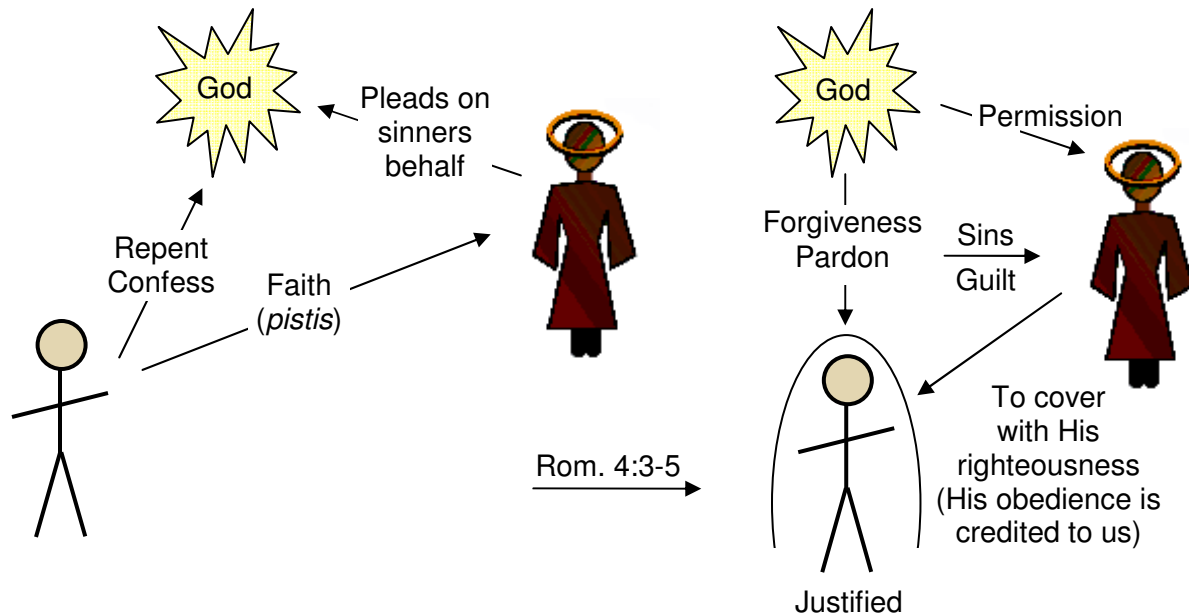 God
Pleads on
sinners
behalf
Repent
Confess
Faith
(pistis)
Rom. 4:3-5
God
Permission
Forgiveness
Pardon
Sins
Guilt
To cover
with His
righteousness
(His obedience is
credited to us)
Justified